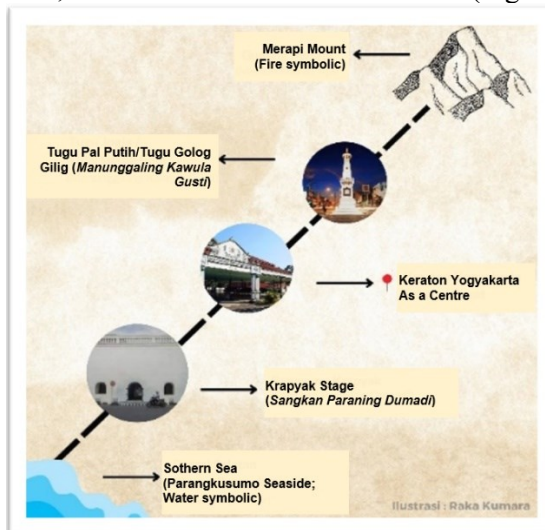 Merapi Mount
(Fire symbolic)
Tugu Pal Putih/Tugu Golog
Gilig (Manunggaling Kawula
Gusti)
Keraton Yogyakarta
As a Centre
Krapyak Stage
(Sangkan Paraning Dumadi)
Sothern Sea
(Parangkusumo Seaside;
Water symbolic)
Ilustrasi : Raka Kumara